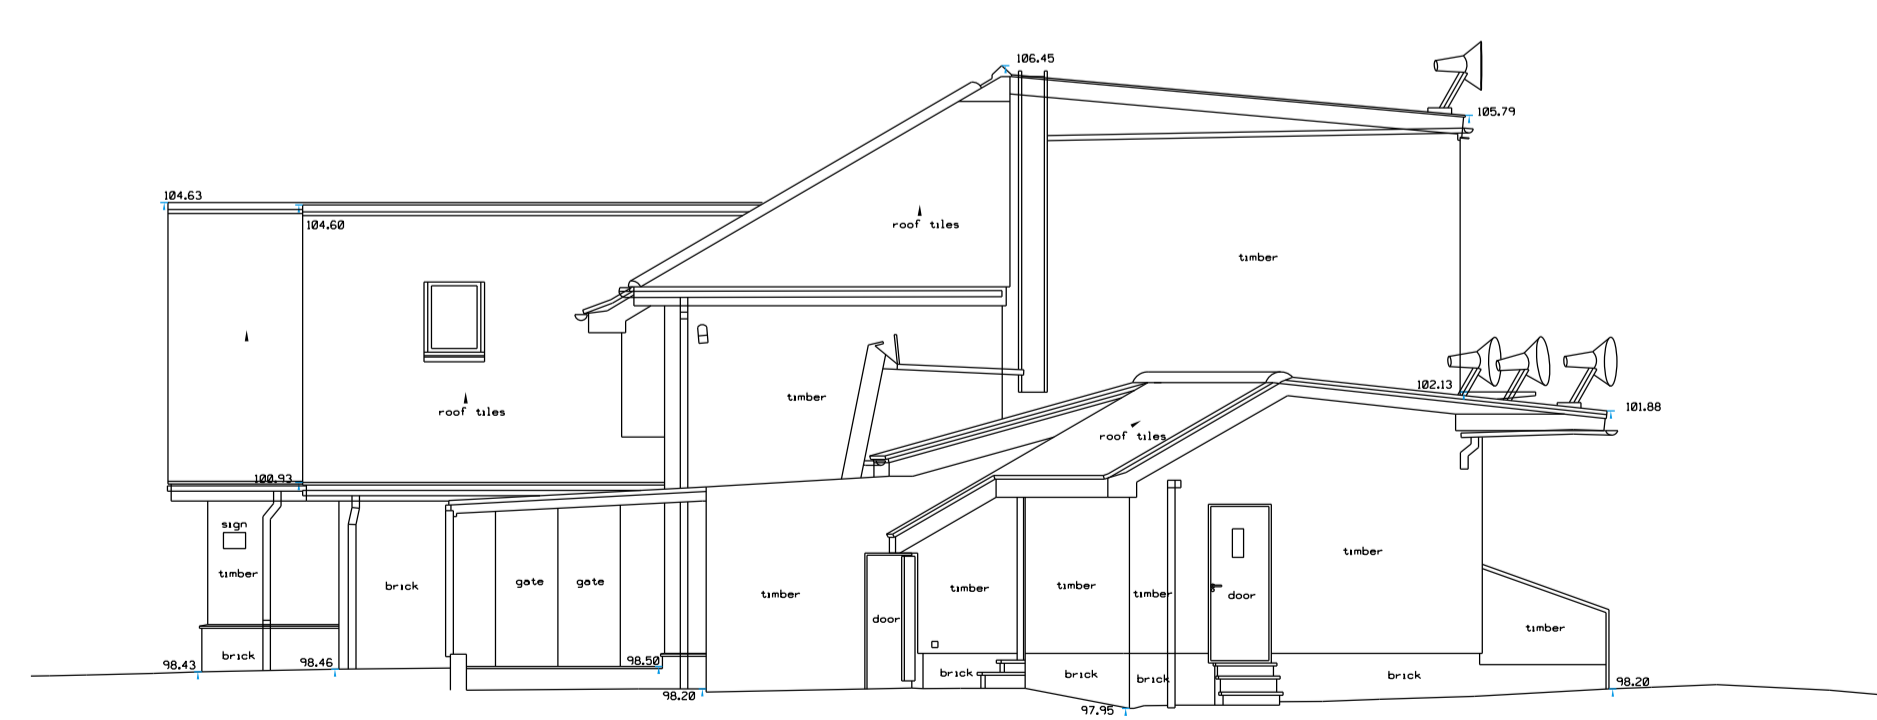 106.45
105.79
104.63
104.60
roof tiles
timber
102.13
101.88
timber
roof tiles
roof tiles
100.93
sign
timber
brick
gate
gate
timber
timber
timber
timber
door
timber
door
timber
brick
98.43
98.46
98.50
98.20
brick
brick
brick
brick
98.20
97.95